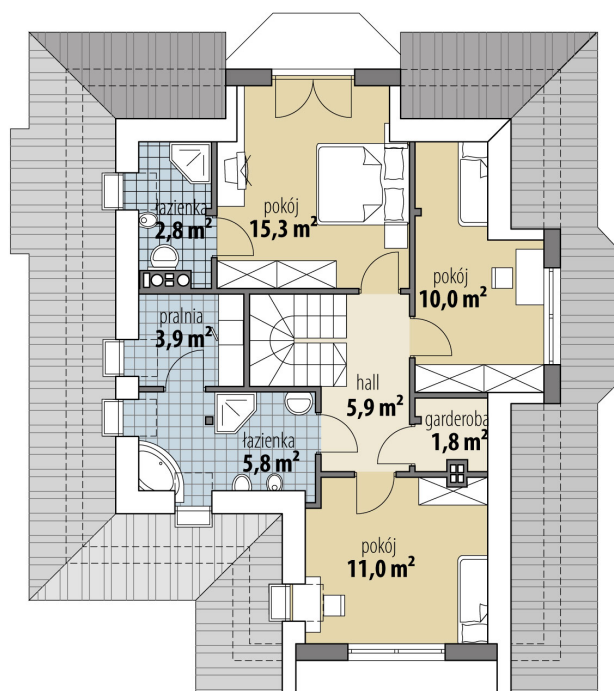 łazienka
2,8 m²
pokój
15,3 m²
pokój
10,0 m²
pralnia
3,9 m²
hall
5,9 m²
garderoba
1,8 m²
łazienka
5,8 m²
pokój
11,0 m²